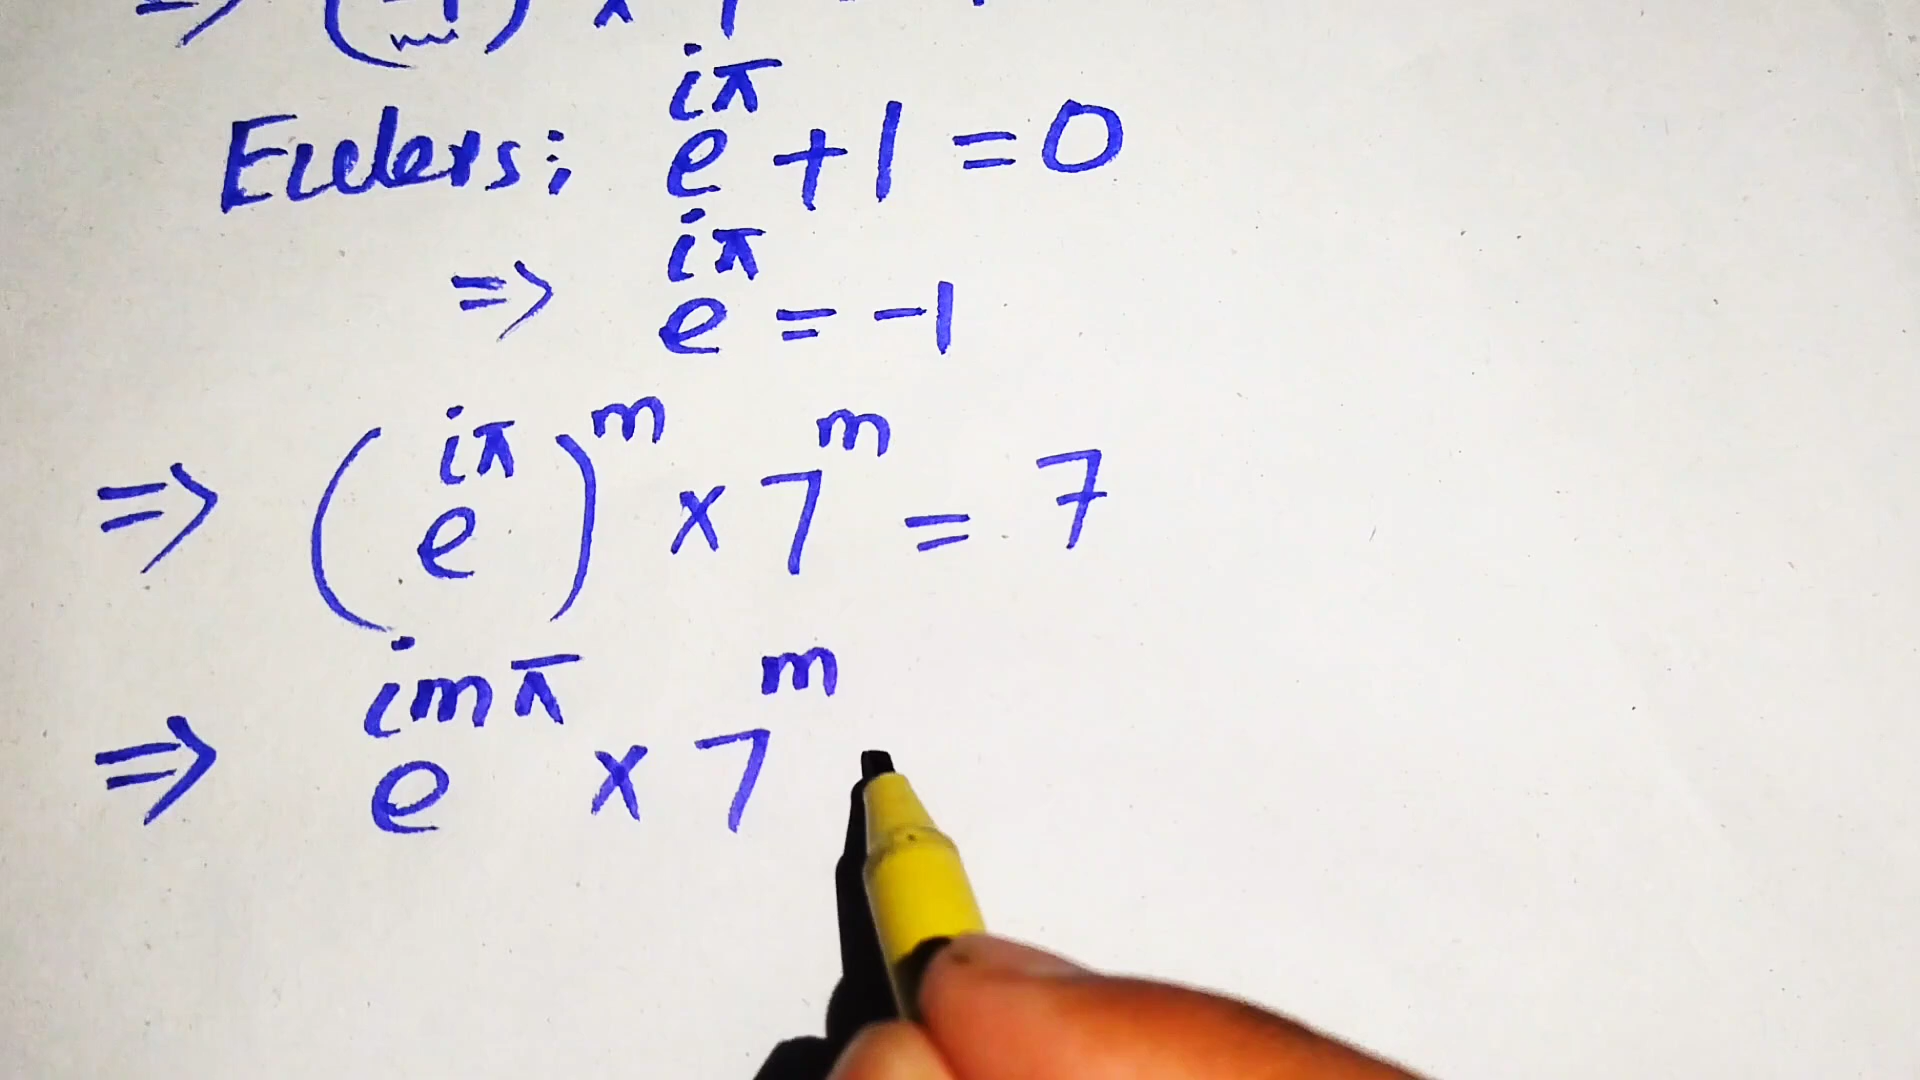 Eulers: e^{iπ} + 1 = 0
=> e^{iπ} = -1
=> (e^{iπ})^m × 7^m = 7
=> e^{imπ} × 7^m